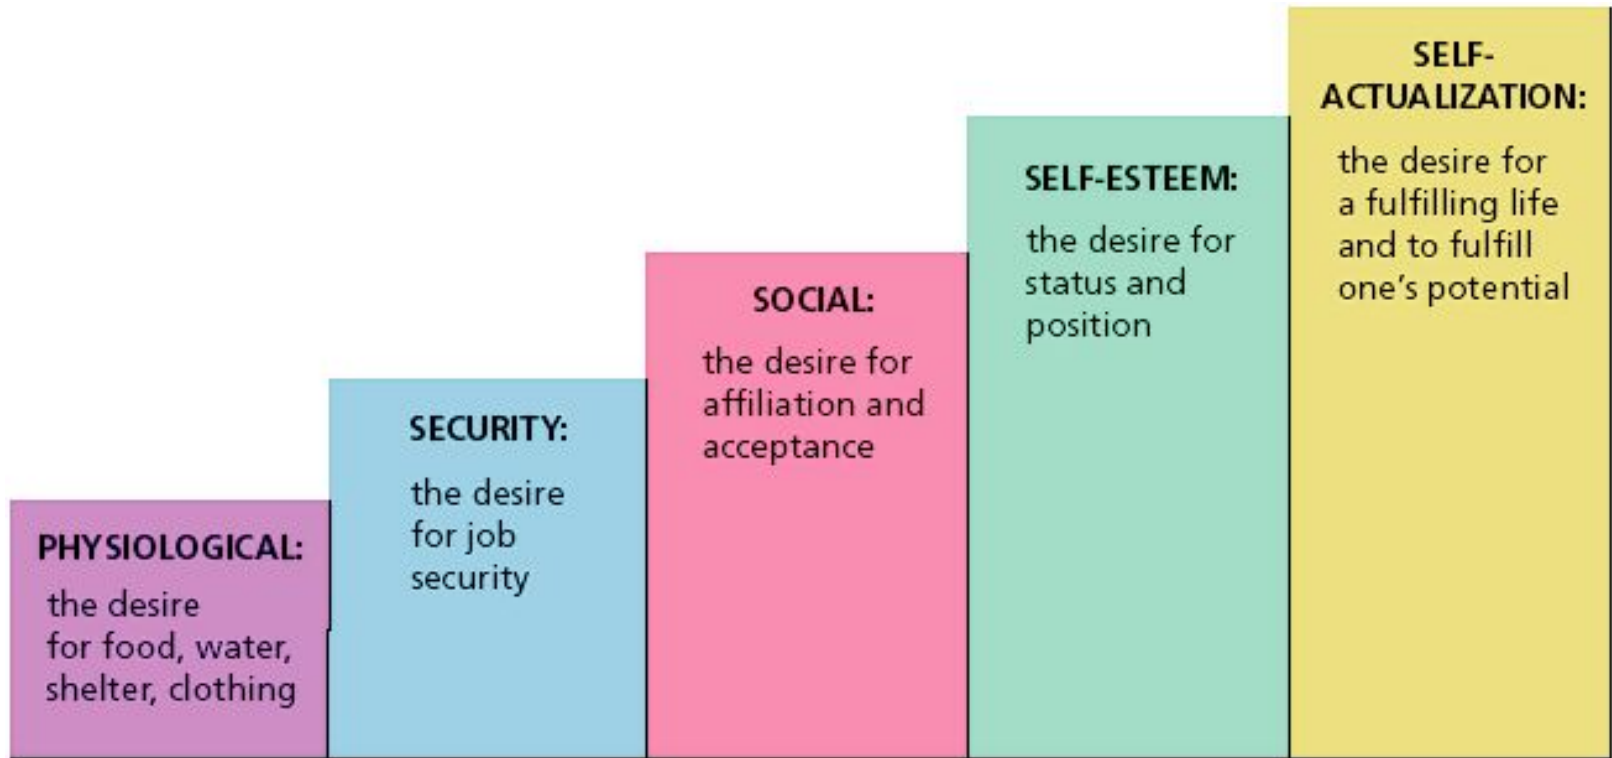 PHYSIOLOGICAL:
the desire
for food, water,
shelter, clothing
SECURITY:
the desire
for job
security
SOCIAL:
the desire for
affiliation and
acceptance
SELF-ESTEEM:
the desire for
status and
position
SELF-
ACTUALIZATION:
the desire for
a fulfilling life
and to fulfill
one's potential